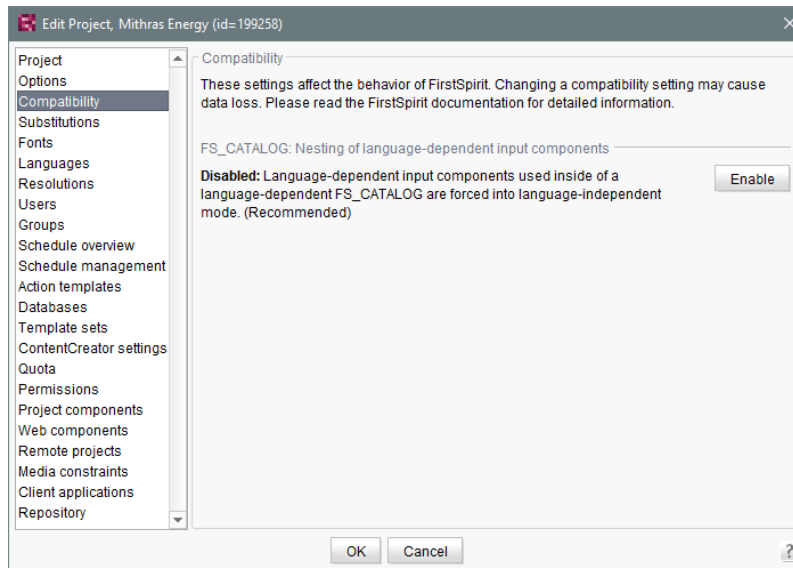 Edit Project, Mithras Energy (id=199258)
Project
Options
Compatibility
Substitutions
Fonts
Languages
Resolutions
Users
Groups
Schedule overview
Schedule management
Action templates
Databases
Template sets
ContentCreator settings
Quota
Permissions
Project components
Web components
Remote projects
Media constraints
Client applications
Repository
Compatibility
These settings affect the behavior of FirstSpirit. Changing a compatibility setting may cause
data loss. Please read the FirstSpirit documentation for detailed information.
FS_CATALOG: Nesting of language-dependent input components
Disabled: Language-dependent input components used inside of a
language-dependent FS_CATALOG are forced into language-independent
mode. (Recommended)
Enable
OK
Cancel
?